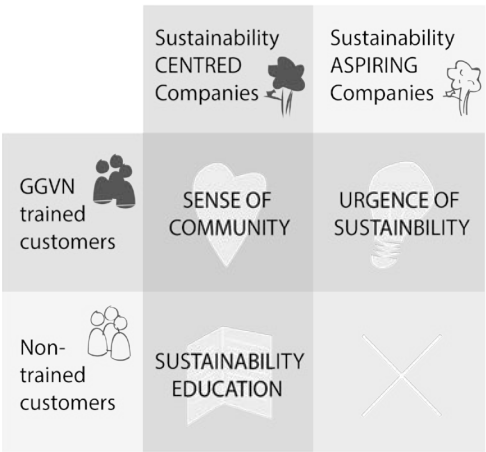 Sustainability
CENTRED
Companies
Sustainability
ASPIRING
Companies
GGVN
trained
customers
SENSE OF
COMMUNITY
URGENCE OF
SUSTAINBILITY
Non-
trained
customers
SUSTAINABILITY
EDUCATION